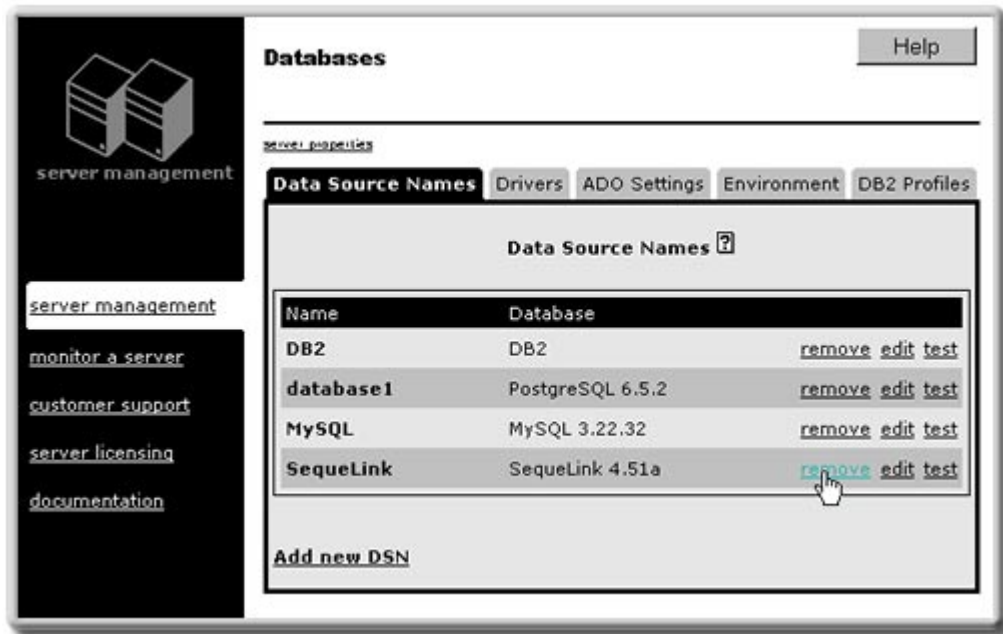 Databases
Help
server management
server properties
Data Source Names Drivers ADO Settings Environment DB2 Profiles
Data Source Names ?
server management
monitor a server
customer support
server licensing
documentation
Name Database
DB2 DB2 remove edit test
database1 PostgreSQL 6.5.2 remove edit test
MySQL MySQL 3.22.32 remove edit test
SequeLink SequeLink 4.51a remove edit test
Add new DSN